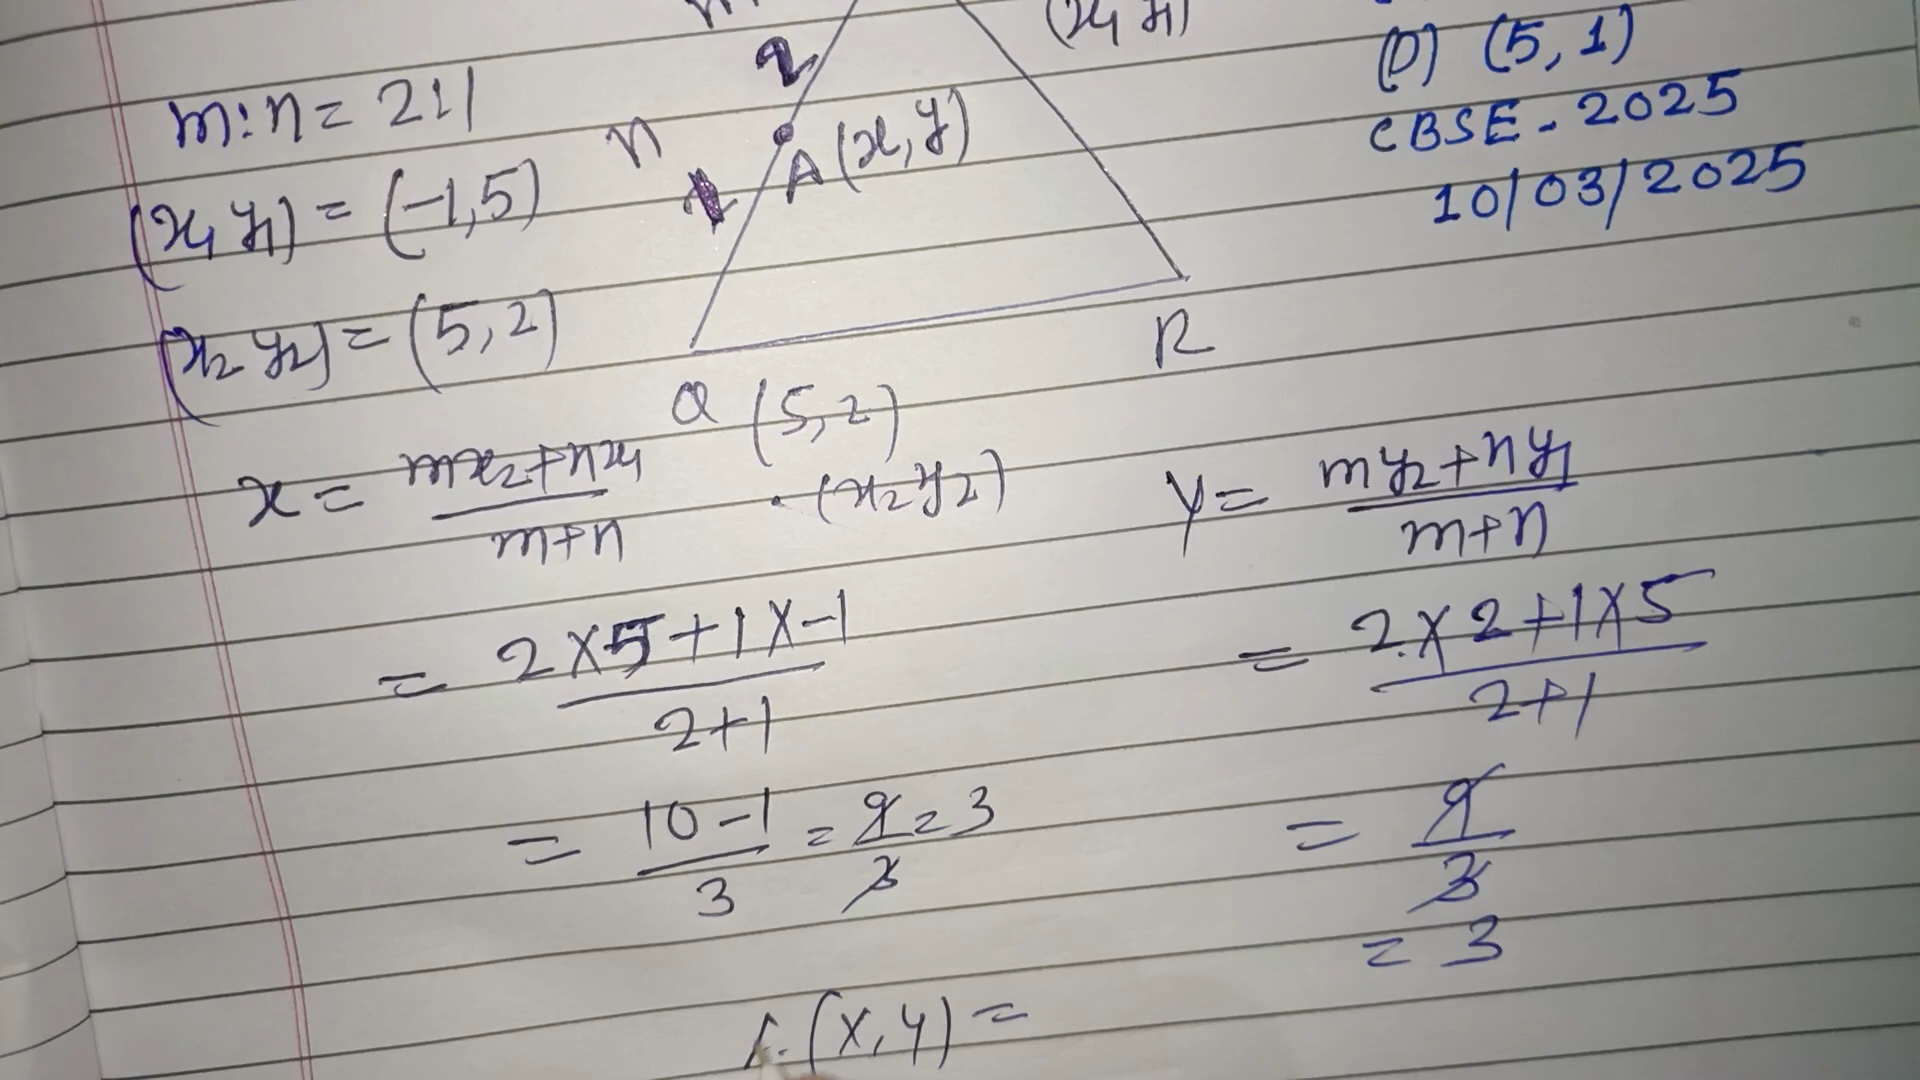 (x₁ y₁)
(D) (5, 1)
CBSE - 2025
10/03/2025
m:n = 2:1
2
n
A (x, y)
1
(x₁ y₁) = (-1,5)
(x₂ y₂) = (5,2)
R
Q (5,2)
(x₂ y₂)
x = mx₂+nx₁ / m+n
y = my₂+ny₁ / m+n
= 2×5+1×-1 / 2+1
= 2×2+1×5 / 2+1
= 10-1 / 3 = 9/3 = 3
= 9/3
= 3
(x,y) =